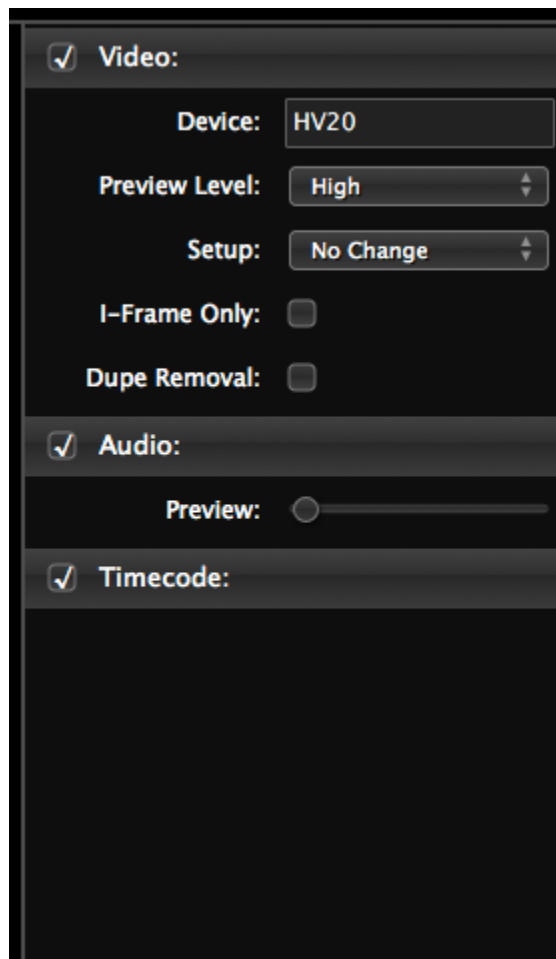 Video:
Device: HV20
Preview Level: High
Setup: No Change
I-Frame Only:
Dupe Removal:
Audio:
Preview:
Timecode: